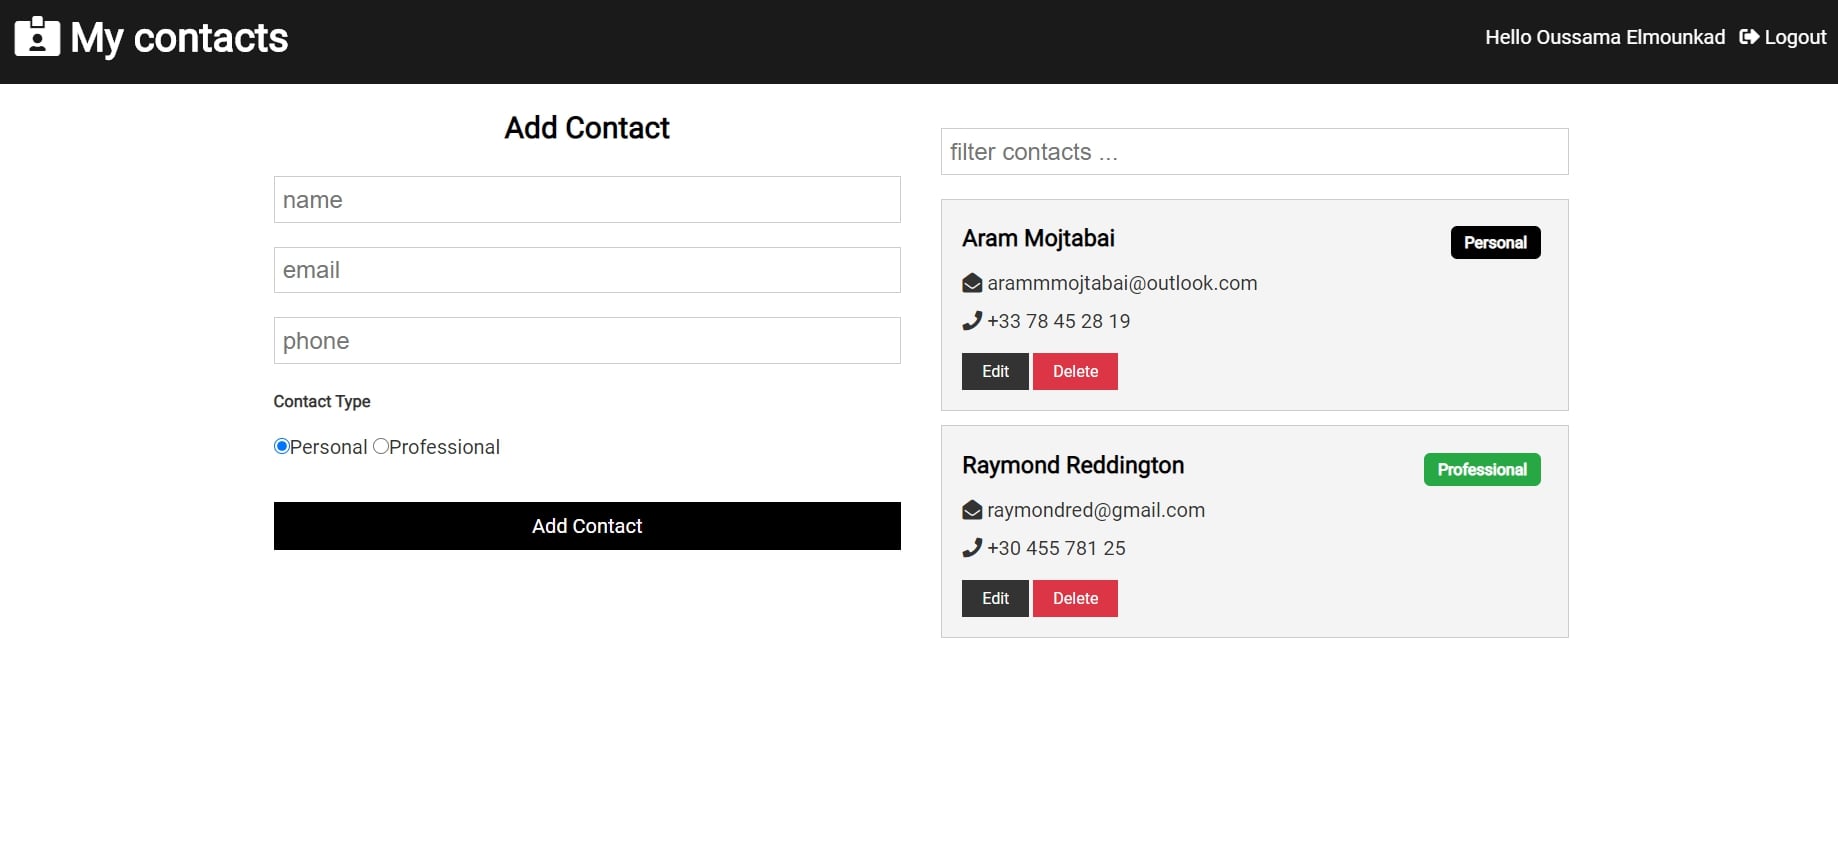 My contacts
Hello Oussama Elmounkad Logout
Add Contact
name
email
phone
Contact Type
Personal Professional
Add Contact
filter contacts ...
Aram Mojtabai
Personal
arammmojtabai@outlook.com
+33 78 45 28 19
Edit Delete
Raymond Reddington
Professional
raymondred@gmail.com
+30 455 781 25
Edit Delete